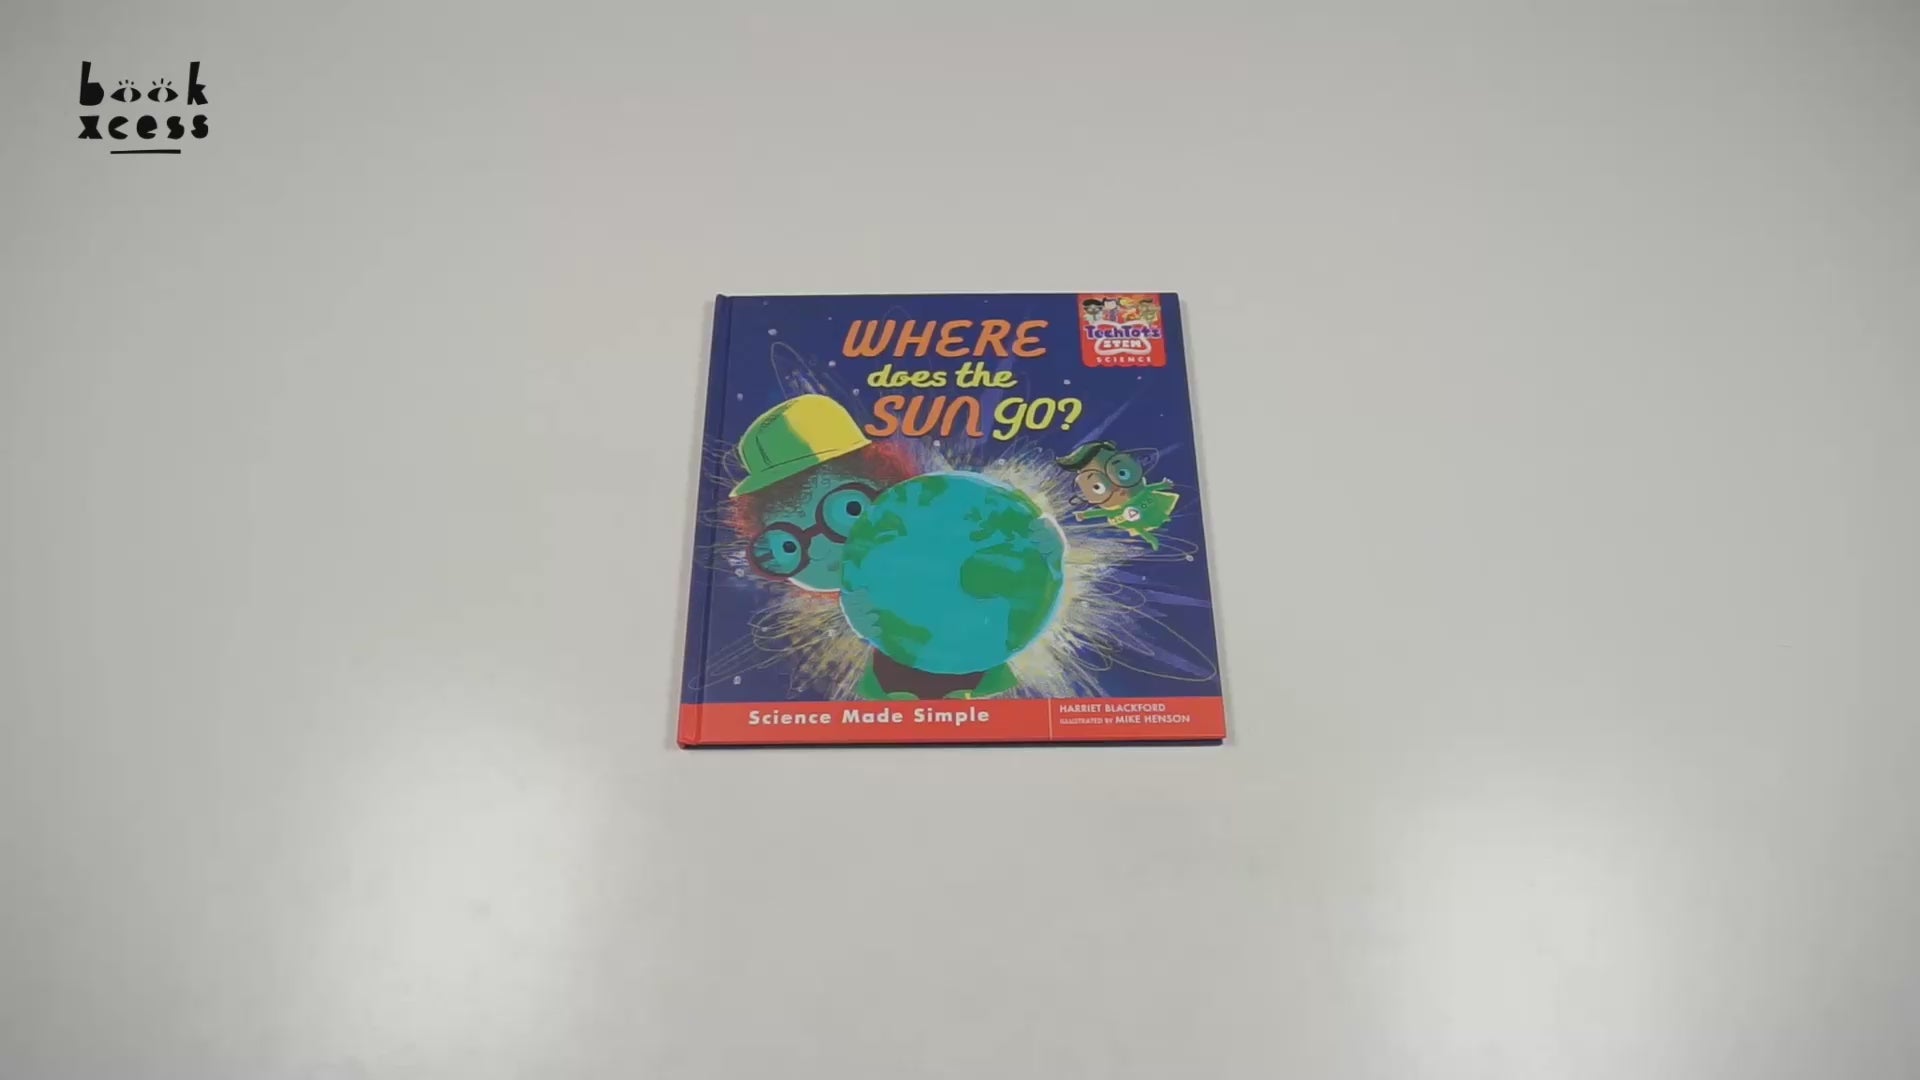 book
xcess
WHERE
does the
SUN go?
TechTots
STEM
SCIENCE
Science Made Simple
HARRIET BLACKFORD
ILLUSTRATED BY MIKE HENSON